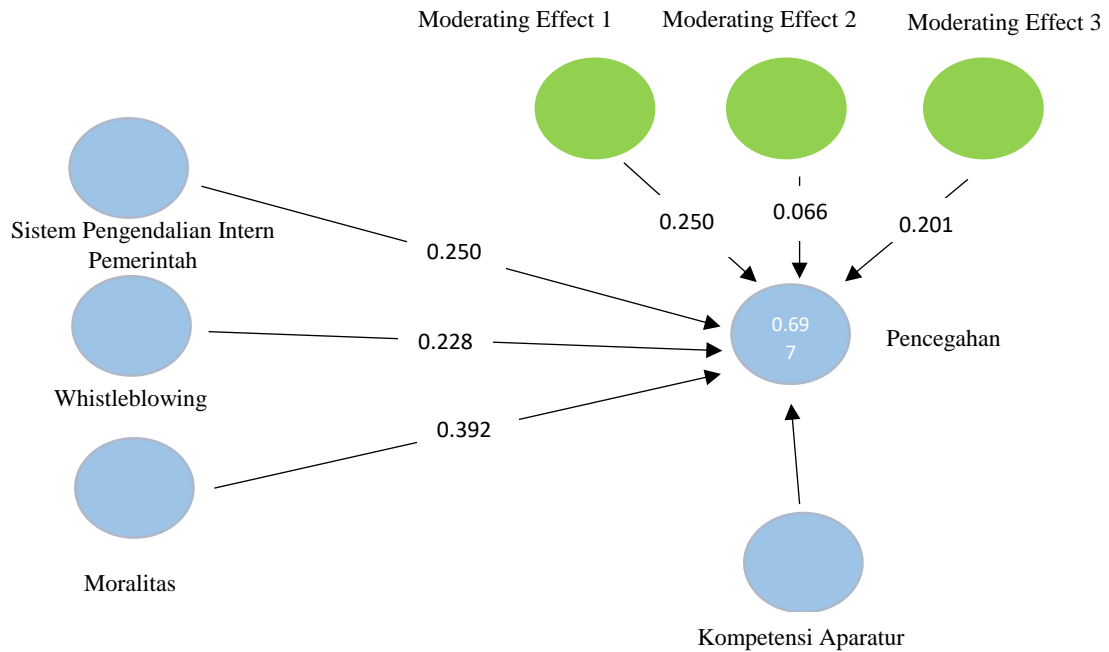 Moderating Effect 1
Moderating Effect 2
Moderating Effect 3
Sistem Pengendalian Intern
Pemerintah
0.250
0.066
0.201
0.250
0.69
7
Pencegahan
0.228
Whistleblowing
0.392
Moralitas
Kompetensi Aparatur